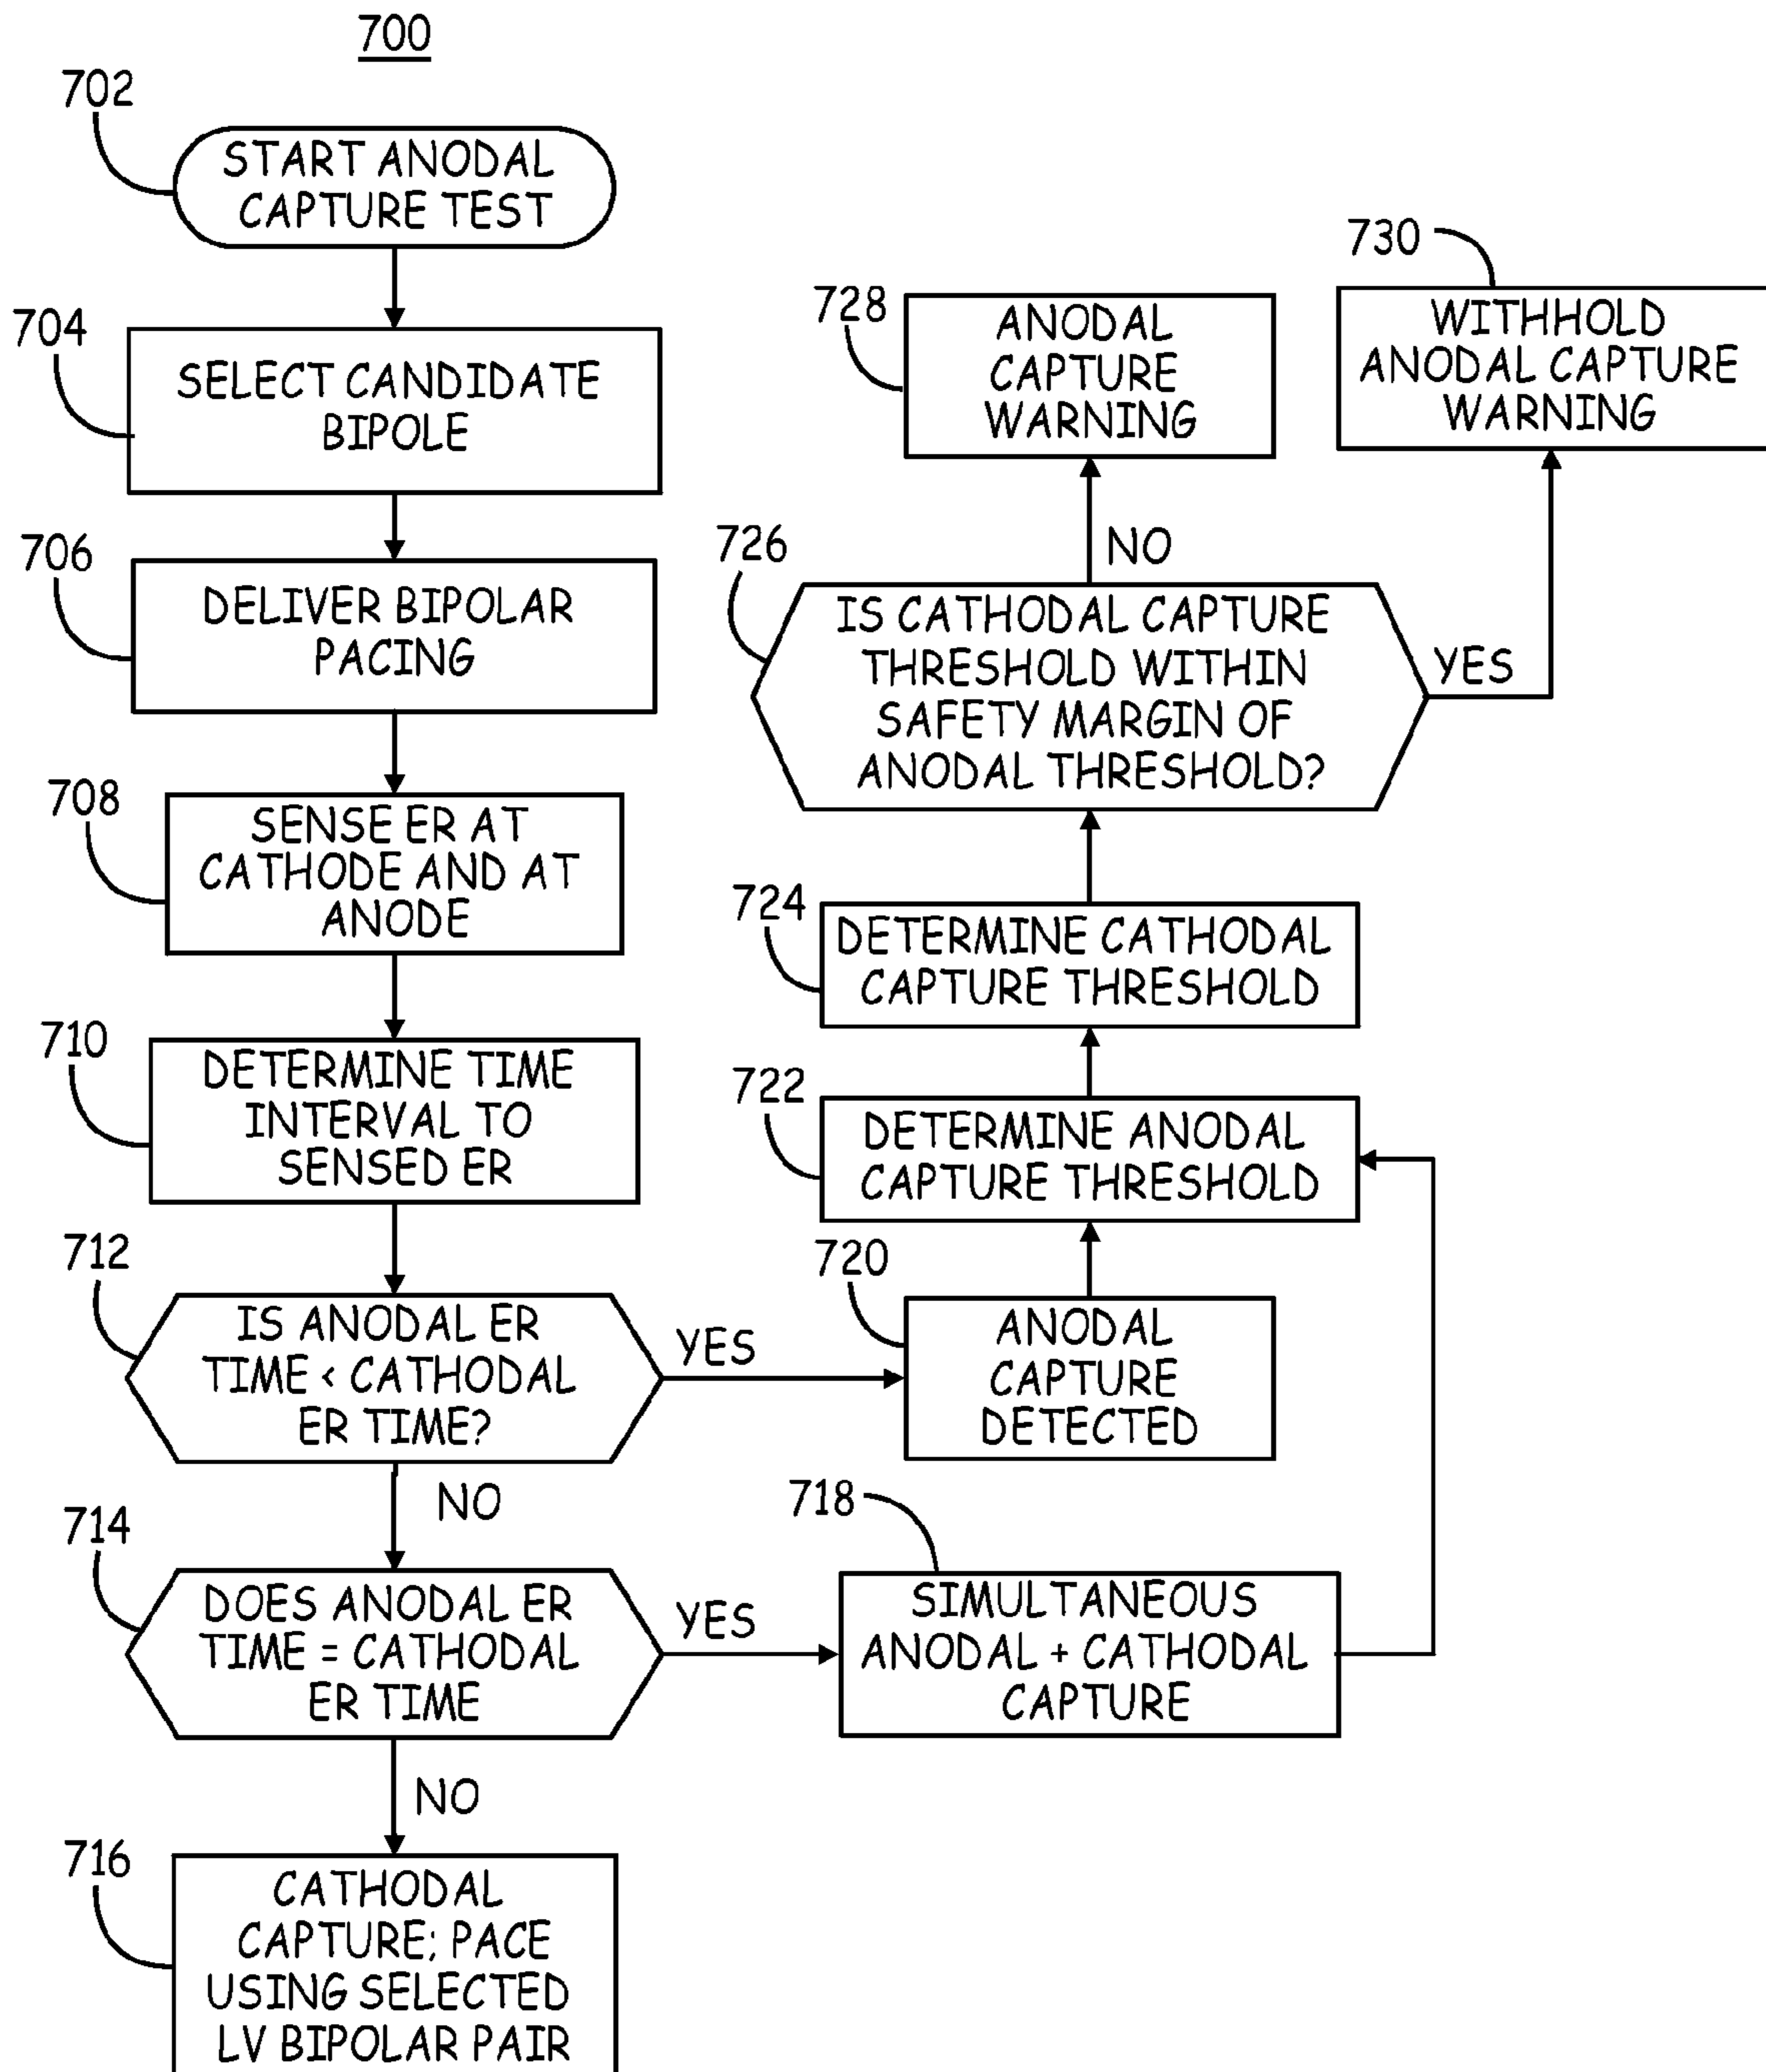 700
702
START ANODAL
CAPTURE TEST
704
SELECT CANDIDATE
BIPOLE
706
DELIVER BIPOLAR
PACING
708
SENSE ER AT
CATHODE AND AT
ANODE
710
DETERMINE TIME
INTERVAL TO
SENSED ER
712
IS ANODAL ER
TIME < CATHODAL
ER TIME?
YES
NO
714
DOES ANODAL ER
TIME = CATHODAL
ER TIME
YES
NO
716
CATHODAL
CAPTURE; PACE
USING SELECTED
LV BIPOLAR PAIR
718
SIMULTANEOUS
ANODAL + CATHODAL
CAPTURE
720
ANODAL
CAPTURE
DETECTED
722
DETERMINE ANODAL
CAPTURE THRESHOLD
724
DETERMINE CATHODAL
CAPTURE THRESHOLD
726
IS CATHODAL CAPTURE
THRESHOLD WITHIN
SAFETY MARGIN OF
ANODAL THRESHOLD?
NO
YES
728
ANODAL
CAPTURE
WARNING
730
WITHHOLD
ANODAL CAPTURE
WARNING